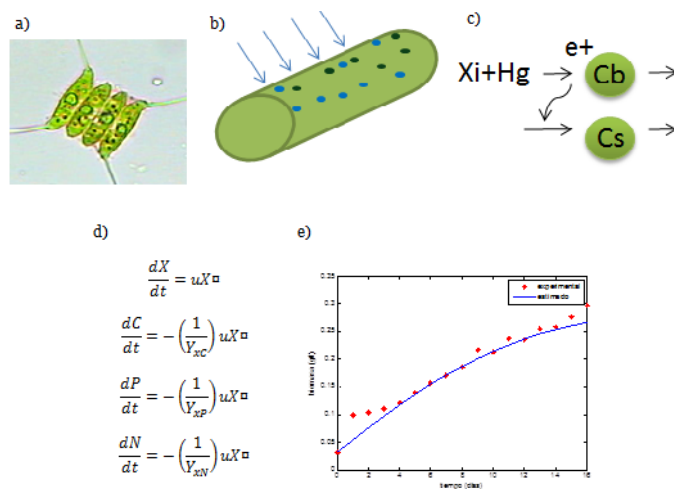 a)
b)
c)
e+
Xi+Hg
Cb
Cs
d)
dX/dt = uX¤
dC/dt = −(1/Y_xC) uX¤
dP/dt = −(1/Y_xP) uX¤
dN/dt = −(1/Y_xN) uX¤
e)
experimental
estimado
0.35
0.3
0.25
0.2
0.15
0.1
0.05
0
0 2 4 6 8 10 12 14 16
tempo (dias)